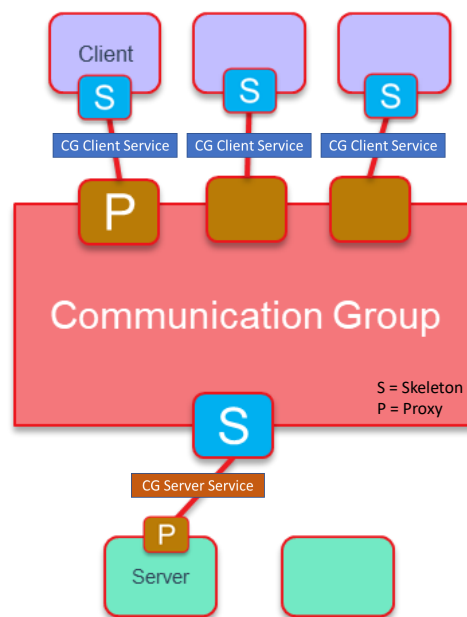 Client
S
S
S
CG Client Service
CG Client Service
CG Client Service
P
Communication Group
S = Skeleton
P = Proxy
S
CG Server Service
P
Server